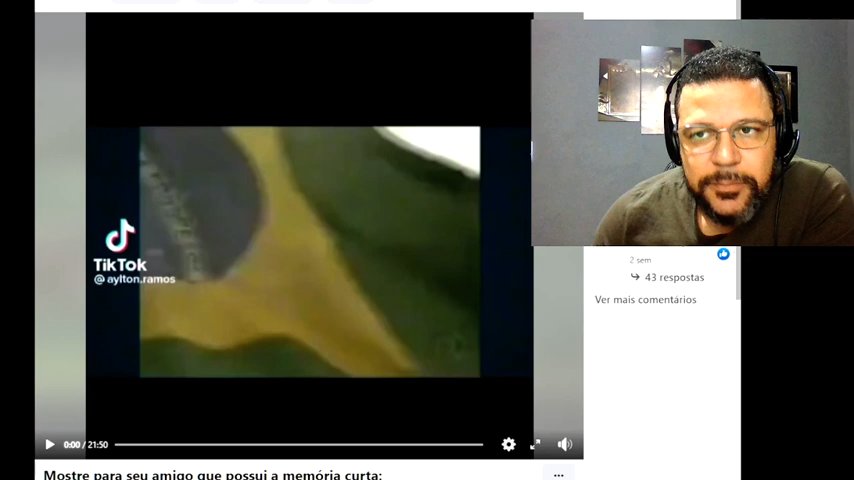 TikTok
@ aylton.ramos
0:00 / 21:50
2 sem
43 respostas
Ver mais comentários
Mostre para seu amigo que possui a memória curta: